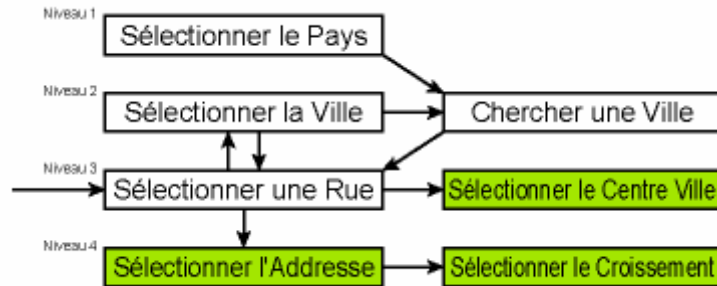 Niveau 1
Sélectionner le Pays
Niveau 2
Sélectionner la Ville
Chercher une Ville
Niveau 3
Sélectionner une Rue
Sélectionner le Centre Ville
Niveau 4
Sélectionner l'Addresse
Sélectionner le Croissement